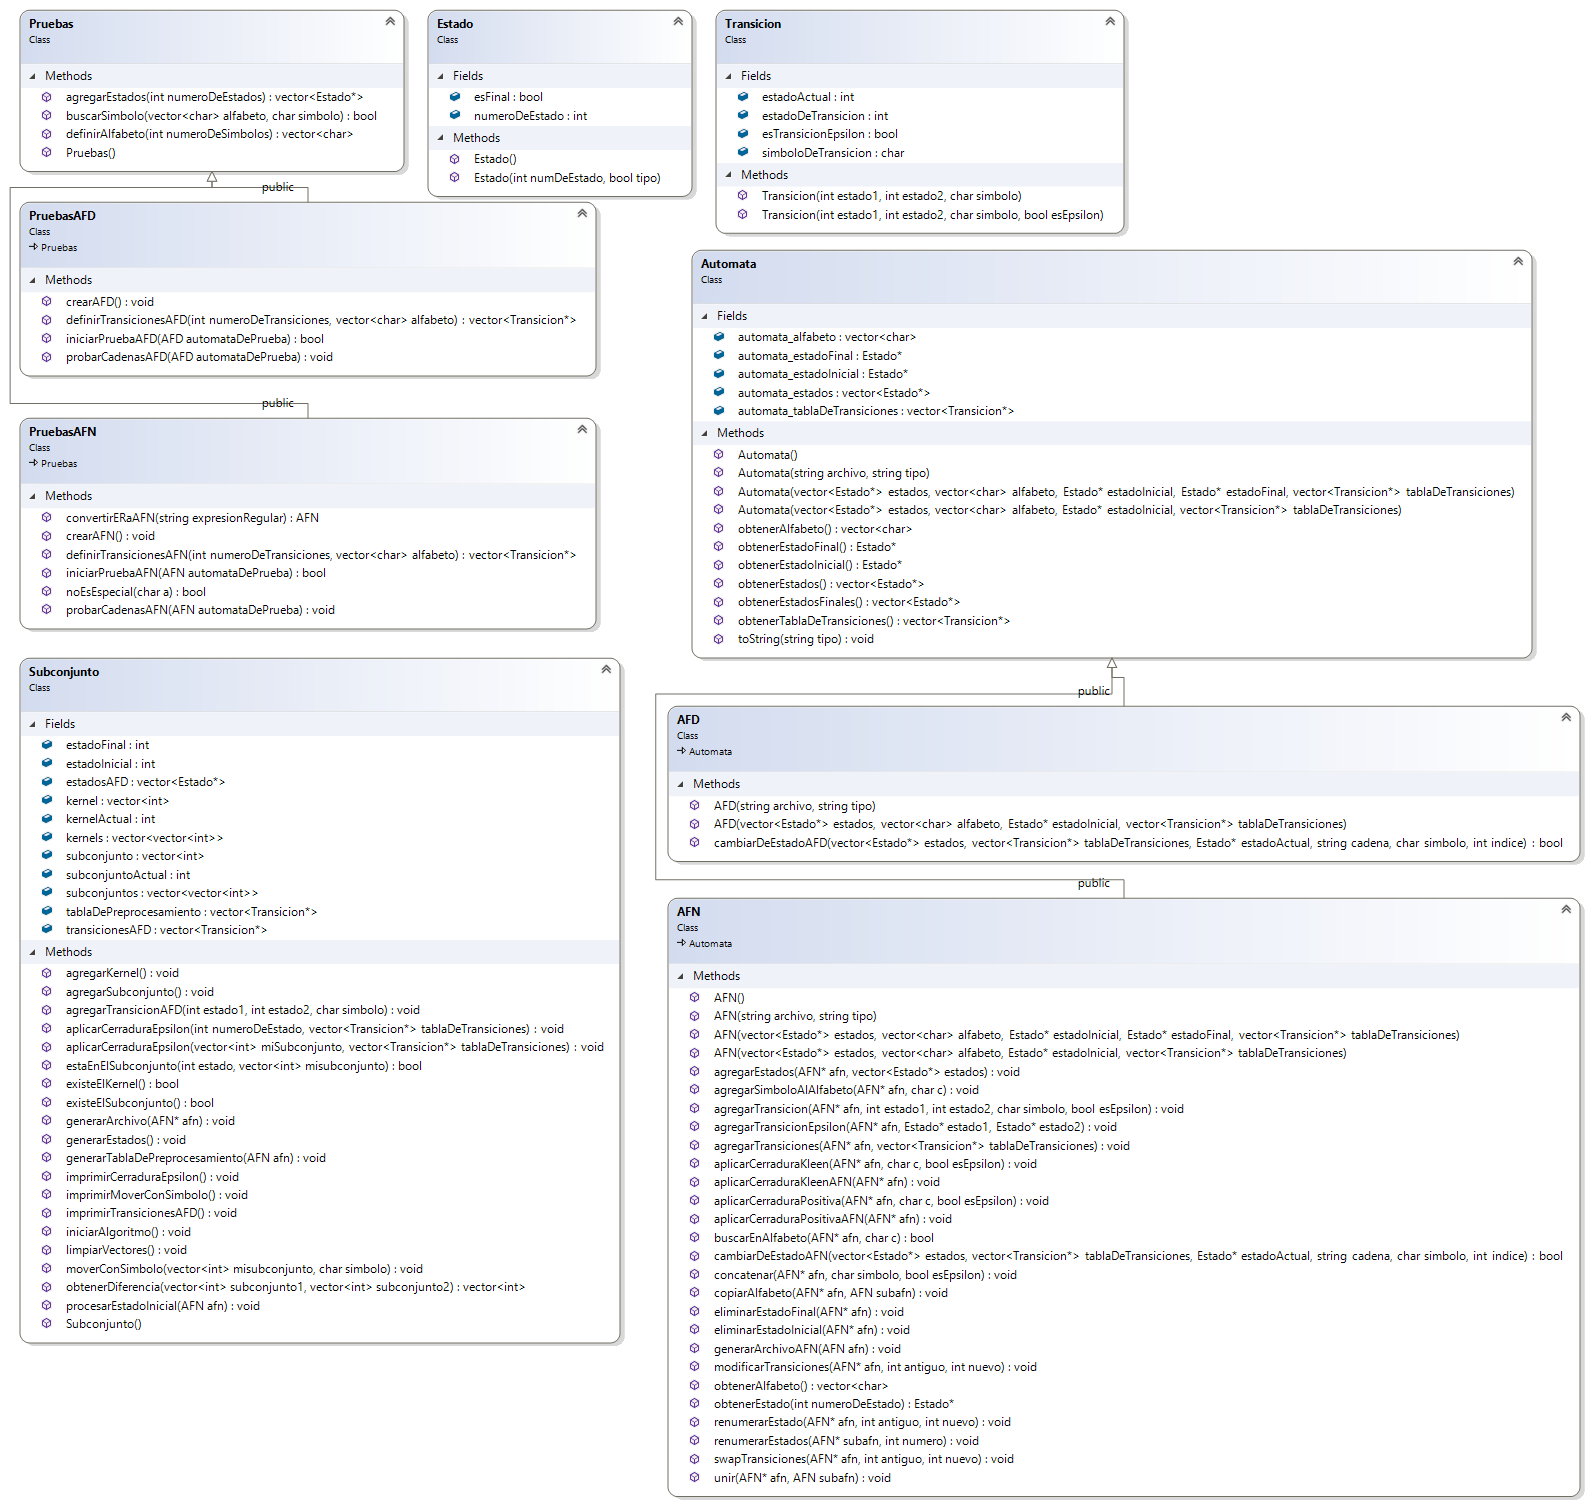 Pruebas
Class
Methods
agregarEstados(int numeroDeEstados) : vector<Estado*>
buscarSimbolo(vector<char> alfabeto, char simbolo) : bool
definirAlfabeto(int numeroDeSimbolos) : vector<char>
Pruebas()
Estado
Class
Fields
esFinal : bool
numeroDeEstado : int
Methods
Estado()
Estado(int numDeEstado, bool tipo)
Transicion
Class
Fields
estadoActual : int
estadoDeTransicion : int
esTransicionEpsilon : bool
simboloDeTransicion : char
Methods
Transicion(int estado1, int estado2, char simbolo)
Transicion(int estado1, int estado2, char simbolo, bool esEpsilon)
public
PruebasAFD
Class
Pruebas
Methods
crearAFD() : void
definirTransicionesAFD(int numeroDeTransiciones, vector<char> alfabeto) : vector<Transicion*>
iniciarPruebaAFD(AFD automataDePrueba) : bool
probarCadenasAFD(AFD automataDePrueba) : void
public
PruebasAFN
Class
Pruebas
Methods
convertirERaAFN(string expresionRegular) : AFN
crearAFN() : void
definirTransicionesAFN(int numeroDeTransiciones, vector<char> alfabeto) : vector<Transicion*>
iniciarPruebaAFN(AFN automataDePrueba) : bool
noEsEspecial(char a) : bool
probarCadenasAFN(AFN automataDePrueba) : void
Automata
Class
Fields
automata_alfabeto : vector<char>
automata_estadoFinal : Estado*
automata_estadoInicial : Estado*
automata_estados : vector<Estado*>
automata_tablaDeTransiciones : vector<Transicion*>
Methods
Automata()
Automata(string archivo, string tipo)
Automata(vector<Estado*> estados, vector<char> alfabeto, Estado* estadoInicial, Estado* estadoFinal, vector<Transicion*> tablaDeTransiciones)
Automata(vector<Estado*> estados, vector<char> alfabeto, Estado* estadoInicial, vector<Transicion*> tablaDeTransiciones)
obtenerAlfabeto() : vector<char>
obtenerEstadoFinal() : Estado*
obtenerEstadoInicial() : Estado*
obtenerEstados() : vector<Estado*>
obtenerEstadosFinales() : vector<Estado*>
obtenerTablaDeTransiciones() : vector<Transicion*>
toString(string tipo) : void
Subconjunto
Class
Fields
estadoFinal : int
estadoInicial : int
estadosAFD : vector<Estado*>
kernel : vector<int>
kernelActual : int
kernels : vector<vector<int>>
subconjunto : vector<int>
subconjuntoActual : int
subconjuntos : vector<vector<int>>
tablaDePreprocesamiento : vector<Transicion*>
transicionesAFD : vector<Transicion*>
Methods
agregarKernel() : void
agregarSubconjunto() : void
agregarTransicionAFD(int estado1, int estado2, char simbolo) : void
aplicarCerraduraEpsilon(int numeroDeEstado, vector<Transicion*> tablaDeTransiciones) : void
aplicarCerraduraEpsilon(vector<int> miSubconjunto, vector<Transicion*> tablaDeTransiciones) : void
estaEnElSubconjunto(int estado, vector<int> misubconjunto) : bool
existeElKernel() : bool
existeElSubconjunto() : bool
generarArchivo(AFN* afn) : void
generarEstados() : void
generarTablaDePreprocesamiento(AFN afn) : void
imprimirCerraduraEpsilon() : void
imprimirMoverConSimbolo() : void
imprimirTransicionesAFD() : void
iniciarAlgoritmo() : void
limpiarVectores() : void
moverConSimbolo(vector<int> misubconjunto, char simbolo) : void
obtenerDiferencia(vector<int> subconjunto1, vector<int> subconjunto2) : vector<int>
procesarEstadoInicial(AFN afn) : void
Subconjunto()
public
AFD
Class
Automata
Methods
AFD(string archivo, string tipo)
AFD(vector<Estado*> estados, vector<char> alfabeto, Estado* estadoInicial, vector<Transicion*> tablaDeTransiciones)
cambiarDeEstadoAFD(vector<Estado*> estados, vector<Transicion*> tablaDeTransiciones, Estado* estadoActual, string cadena, char simbolo, int indice) : bool
public
AFN
Class
Automata
Methods
AFN()
AFN(string archivo, string tipo)
AFN(vector<Estado*> estados, vector<char> alfabeto, Estado* estadoInicial, Estado* estadoFinal, vector<Transicion*> tablaDeTransiciones)
AFN(vector<Estado*> estados, vector<char> alfabeto, Estado* estadoInicial, vector<Transicion*> tablaDeTransiciones)
agregarEstados(AFN* afn, vector<Estado*> estados) : void
agregarSimboloAlAlfabeto(AFN* afn, char c) : void
agregarTransicion(AFN* afn, int estado1, int estado2, char simbolo, bool esEpsilon) : void
agregarTransicionEpsilon(AFN* afn, Estado* estado1, Estado* estado2) : void
agregarTransiciones(AFN* afn, vector<Transicion*> tablaDeTransiciones) : void
aplicarCerraduraKleen(AFN* afn, char c, bool esEpsilon) : void
aplicarCerraduraKleenAFN(AFN* afn) : void
aplicarCerraduraPositiva(AFN* afn, char c, bool esEpsilon) : void
aplicarCerraduraPositivaAFN(AFN* afn) : void
buscarEnAlfabeto(AFN* afn, char c) : bool
cambiarDeEstadoAFN(vector<Estado*> estados, vector<Transicion*> tablaDeTransiciones, Estado* estadoActual, string cadena, char simbolo, int indice) : bool
concatenar(AFN* afn, char simbolo, bool esEpsilon) : void
copiarAlfabeto(AFN* afn, AFN subafn) : void
eliminarEstadoFinal(AFN* afn) : void
eliminarEstadoInicial(AFN* afn) : void
generarArchivoAFN(AFN afn) : void
modificarTransiciones(AFN* afn, int antiguo, int nuevo) : void
obtenerAlfabeto() : vector<char>
obtenerEstado(int numeroDeEstado) : Estado*
renumerarEstado(AFN* afn, int antiguo, int nuevo) : void
renumerarEstados(AFN* subafn, int numero) : void
swapTransiciones(AFN* afn, int antiguo, int nuevo) : void
unir(AFN* afn, AFN subafn) : void